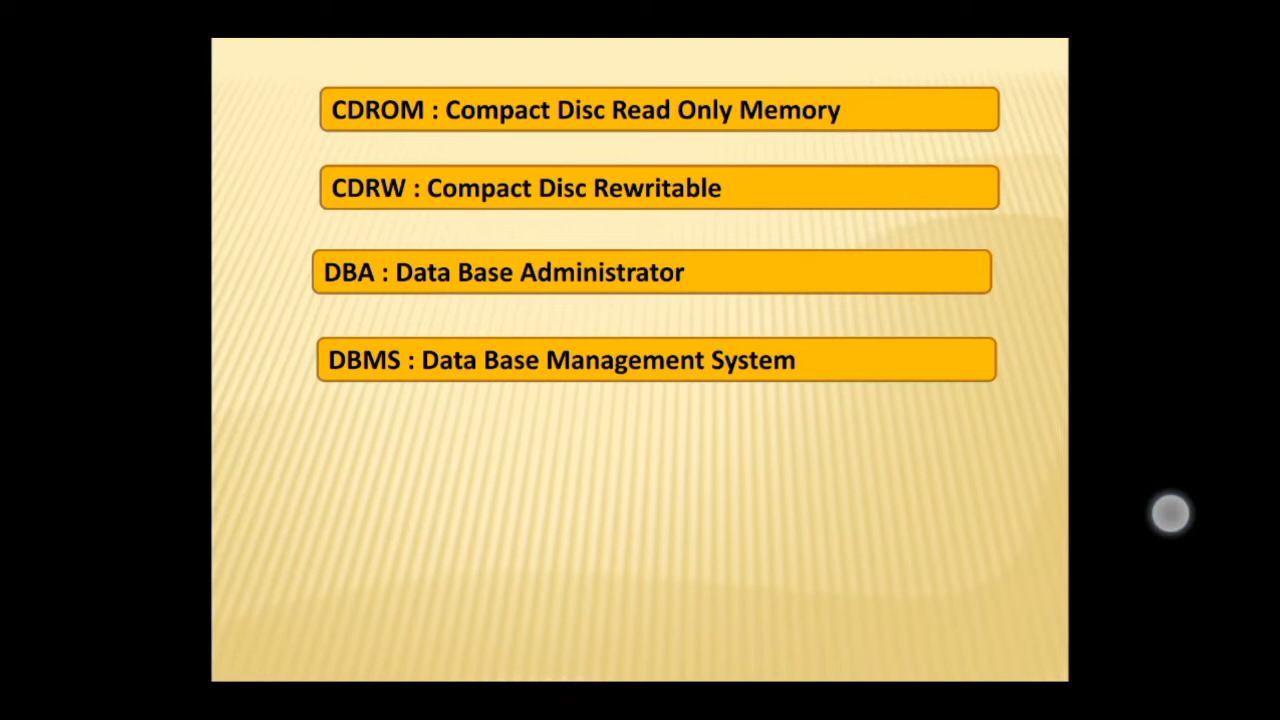 CDROM : Compact Disc Read Only Memory
CDRW : Compact Disc Rewritable
DBA : Data Base Administrator
DBMS : Data Base Management System